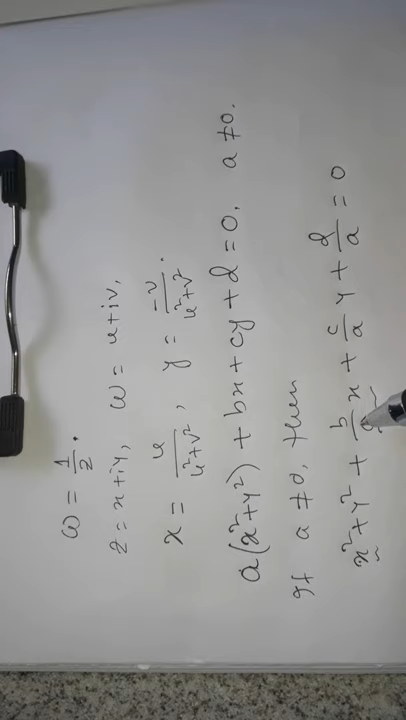 ω = 1/z.
z = x+iy, ω = u+iv,
x = u/(u²+v²), y = -v/(u²+v²).
a(x²+y²) + bx + cy + d = 0, a ≠ 0.
If a ≠ 0, then
x² + y² + b/a x + c/a y + d/a = 0